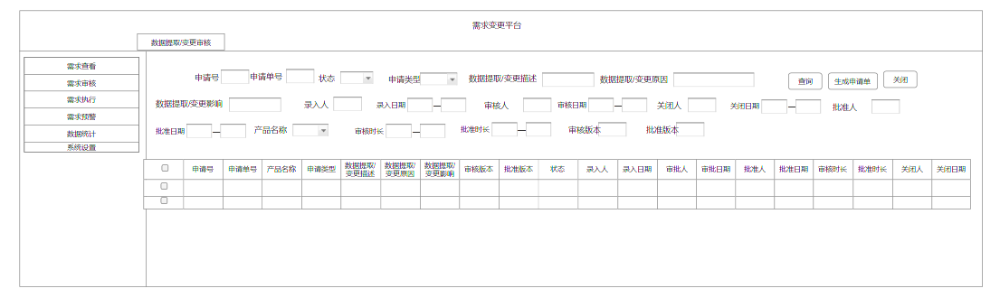 需求变更平台
数据提取/变更审核
需求查看
需求审核
需求执行
需求预警
数据统计
系统设置
申请号 申请单号 状态 申请类型 数据提取/变更描述 数据提取/变更原因 查询 生成申请单 关闭
数据提取/变更影响 录入人 录入日期 — 审核人 审核日期 — 关闭人 关闭日期 — 批准人
批准日期 — 产品名称 审核时长 — 批准时长 — 审核版本 批准版本
申请号 申请单号 产品名称 申请类型 数据提取/变更描述 数据提取/变更原因 数据提取/变更影响 审核版本 批准版本 状态 录入人 录入日期 审批人 审批日期 批准人 批准日期 审核时长 批准时长 关闭人 关闭日期